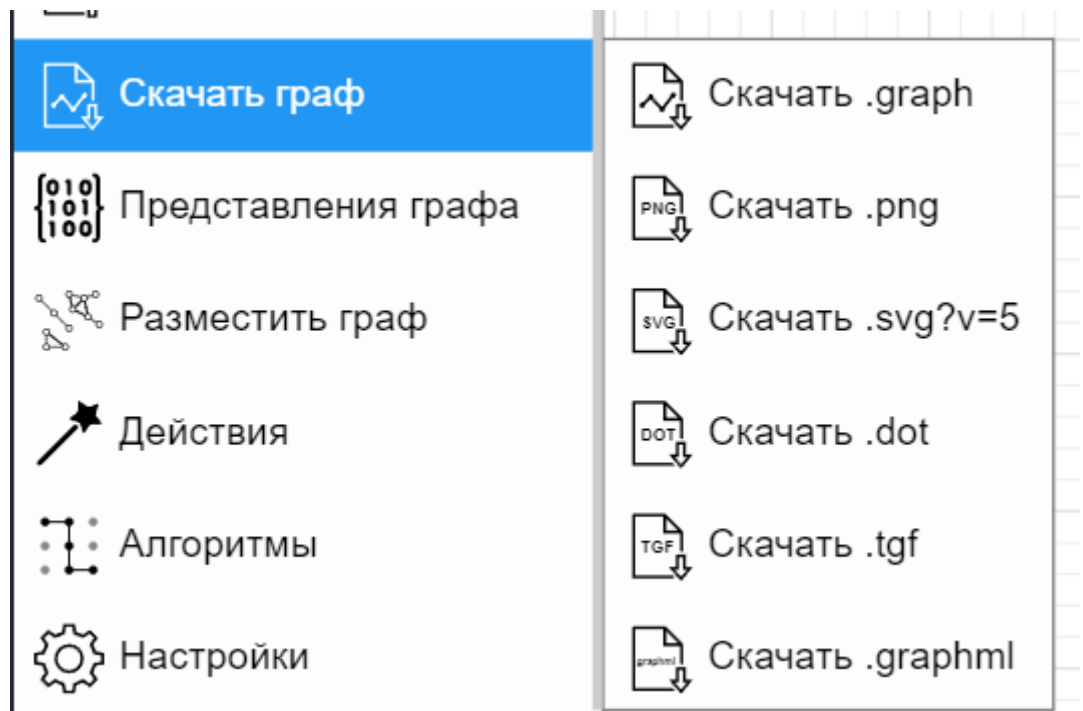 Скачать граф
Представления графа
Разместить граф
Действия
Алгоритмы
Настройки
Скачать .graph
Скачать .png
Скачать .svg?v=5
Скачать .dot
Скачать .tgf
Скачать .graphml
010
101
100
PNG
SVG
DOT
TGF
graphml